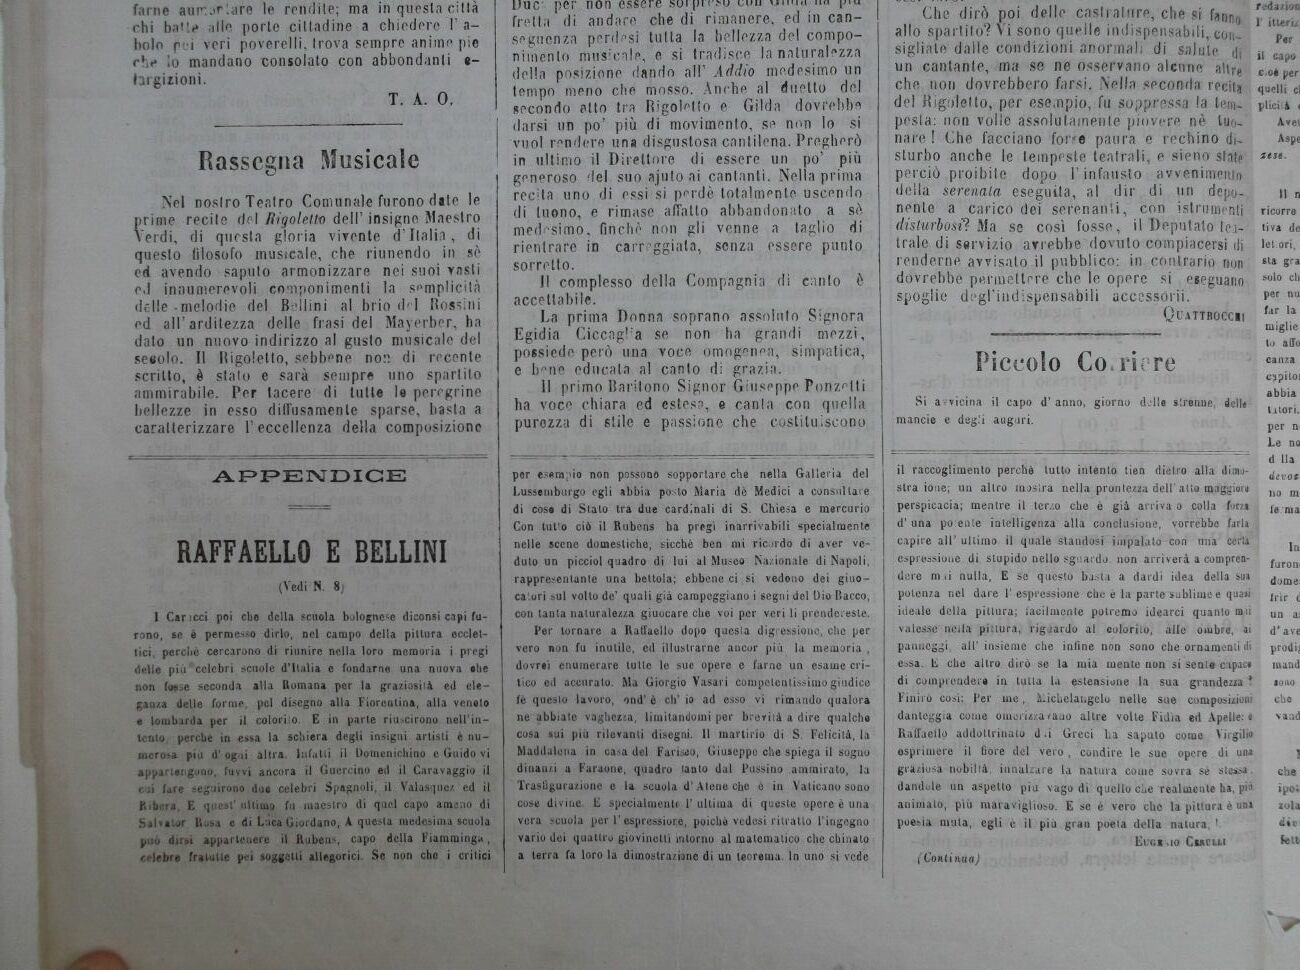 farne aumentare le rendite; ma in questa città
chi batte alle porte cittadine a chiedere l'a-
bolo pei veri poverelli, trova sempre anime pie
che lo mandano consolato con abbondanti e-
largizioni.
T. A. O.
Rassegna Musicale
Nel nostro Teatro Comunale furono date le
prime recite del Rigoletto dell'insigne Maestro
Verdi, di questa gloria vivente d'Italia, di
questo filosofo musicale, che riunendo in sè
ed avendo saputo armonizzare nei suoi vasti
ed innumerevoli componimenti la semplicità
delle melodie del Bellini al brio del Rossini
ed all'arditezza delle frasi del Mayerber, ha
dato un nuovo indirizzo al gusto musicale del
secolo. Il Rigoletto, sebbene non di recente
scritto, è stato e sarà sempre uno spartito
ammirabile. Per tacere di tutte le peregrine
bellezze in esso diffusamente sparse, basta a
caratterizzare l'eccellenza della composizione
Duc: per non essere sorpreso con Gilda ha più
fretta di andare che di rimanere, ed in can-
seguenza perdesi tutta la bellezza del compo-
nimento musicale, e si tradisce la naturalezza
della posizione dando all'Addio medesimo un
tempo meno che mosso. Anche al duetto del
secondo atto tra Rigoletto e Gilda dovrebbe
darsi un po' più di movimento, se non lo si
vuol rendere una disgustosa cantilena. Pregherò
in ultimo il Direttore di essere un po' più
generoso del suo ajuto ai cantanti. Nella prima
recita uno di essi si perdè totalmente uscendo
di tuono, e rimase affatto abbandonato a sè
medesimo, finchè non gli venne a taglio di
rientrare in carreggiata, senza essere punto
sorretto.
Il complesso della Compagnia di canto è
accettabile.
La prima Donna soprano assoluto Signora
Egidia Ciccaglia se non ha grandi mezzi,
possiede però una voce omogenea, simpatica,
e bene educata al canto di grazia.
Il primo Baritono Signor Giuseppe Ponzetti
ha voce chiara ed estesa, e canta con quella
purezza di stile e passione che costituiscono
Che dirò poi delle castrature, che si fanno
allo spartito? Vi sono quelle indispensabili, con-
sigliate dalle condizioni anormali di salute di
un cantante, ma se ne osservano alcune altre
che non dovrebbero farsi. Nella seconda recita
del Rigoletto, per esempio, fu soppressa la tem-
pesta: non volle assolutamente piovere nè tuo-
nare! Che facciano forse paura e rechino di-
sturbo anche le tempeste teatrali, e sieno state
perciò proibite dopo l'infausto avvenimento
della serenata eseguita, al dir di un depo-
nente a carico dei serenanti, con istrumenti
disturbosi? Ma se così fosse, il Deputato tea-
trale di servizio avrebbe dovuto compiacersi di
renderne avvisato il pubblico: in contrario non
dovrebbe permettere che le opere si eseguano
spoglie degl'indispensabili accessorii.
QUATTROCCHI
Piccolo Corriere
Si avvicina il capo d'anno, giorno delle strenne, delle
mancie e degli auguri.
APPENDICE
RAFFAELLO E BELLINI
(Vedi N. 8)
I Caracci poi che della scuola bolognese diconsi capi fu-
rono, se è permesso dirlo, nel campo della pittura ecclet-
tici, perchè cercarono di riunire nella loro memoria i pregi
delle più celebri scuole d'Italia e fondarne una nuova che
non fosse seconda alla Romana per la graziosità ed ele-
ganza delle forme, pel disegno alla Fiorentina, alla veneto
e lombarda per il colorito. E in parte riuscirono nell'in-
tento, perchè in essa la schiera degli insigni artisti è nu-
merosa più d'ogni altra. Infatti il Domenichino e Guido vi
appartengono, fuvvi ancora il Guercino ed il Caravaggio il
cui fare seguirono due celebri Spagnoli, il Valasquez ed il
Ribera, E quest'ultimo fu maestro di quel capo ameno di
Salvator Rosa e di Luca Giordano, A questa medesima scuola
può dirsi appartenere il Rubens, capo della Fiamminga,
celebre fratutte pei soggetti allegorici. Se non che i critici
per esempio non possono sopportare che nella Galleria del
Lussemburgo egli abbia posto Maria dè Medici a consultare
di cose di Stato tra due cardinali di S. Chiesa e mercurio
Con tutto ciò il Rubens ha pregi inarrivabili specialmente
nelle scene domestiche, sicchè ben mi ricordo di aver ve-
duto un picciol quadro di lui al Museo Nazionale di Napoli,
rappresentante una bettola; ebbene ci si vedono dei giuo-
catori sul volto de' quali già campeggiano i segni del Dio Bacco,
con tanta naturalezza giuocare che voi per veri li prendereste.
Per tornare a Raffaello dopo questa digressione, che per
vero non fu inutile, ed illustrarne ancor più la memoria,
dovrei enumerare tutte le sue opere e farne un esame cri-
tico ed accurato. Ma Giorgio Vasari competentissimo giudice
fè questo lavoro, ond'è ch'io ad esso vi rimando qualora
ne abbiate vaghezza, limitandomi per brevità a dire qualche
cosa sui più rilevanti disegni. Il martirio di S. Felicità, la
Maddalena in casa del Fariseo, Giuseppe che spiega il sogno
dinanzi a Faraone, quadro tanto dal Pussino ammirato, la
Trasfigurazione e la scuola d'Atene che è in Vaticano sono
cose divine. E specialmente l'ultima di queste opere è una
vera scuola per l'espressione, poichè vedesi ritratto l'ingegno
vario dei quattro giovinetti intorno al matematico che chinato
a terra fa loro la dimostrazione di un teorema. In uno si vede
il raccoglimento perchè tutto intento tien dietro alla dimo-
strazione; un altro mostra nella prontezza dell'atto maggiore
perspicacia; mentre il terzo che è già arrivato colla forza
d'una potente intelligenza alla conclusione, vorrebbe farla
capire all'ultimo il quale standosi impalato con una certa
espressione di stupido nello sguardo non arriverà a compren-
dere mai nulla, E se questo basta a dardi idea della sua
potenza nel dare l'espressione che è la parte sublime e quasi
ideale della pittura; facilmente potremo idearci quanto mai
valesse nella pittura, riguardo al colorito, alle ombre, ai
panneggi, all'insieme che infine non sono che ornamenti di
essa. E che altro dirò se la mia mente non si sente capace
di comprendere in tutta la estensione la sua grandezza?
Finirò così: Per me, Michelangelo nelle sue composizioni
danteggia come omerizzavano altre volte Fidia ed Apelle: e
Raffaello addottrinato dai Greci ha saputo come Virgilio
esprimere il fiore del vero, condire le sue opere di una
graziosa nobiltà, innalzare la natura come sovra sè stessa,
dandole un aspetto più vago di quello che realmente ha, più
animato, più maraviglioso. E se è vero che la pittura è una
poesia muta, egli è il più gran poeta della natura.
EUGENIO CERULLI
(Continua)